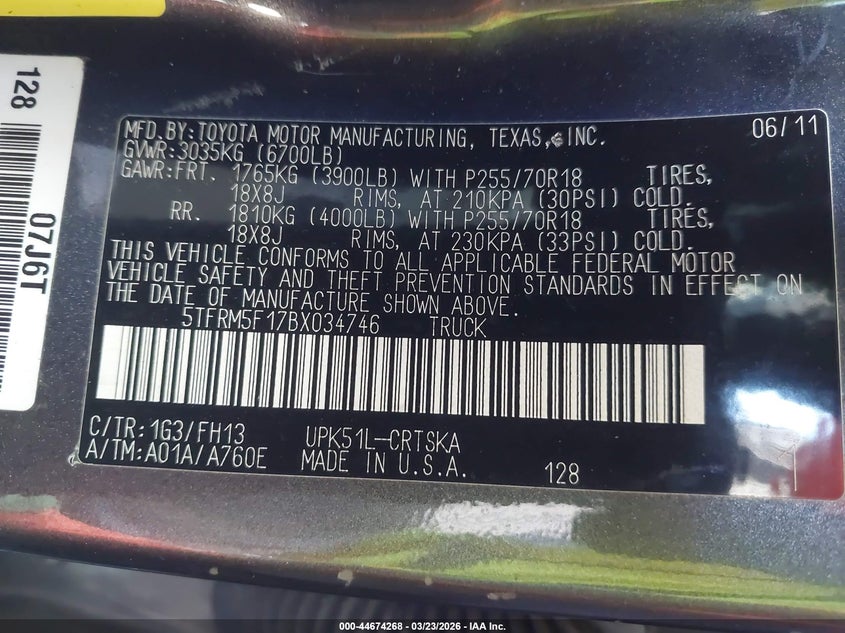 128
07J6T
MFD.BY:TOYOTA MOTOR MANUFACTURING, TEXAS, INC. 06/11
GVWR:3035KG (6700LB)
GAWR:FRT. 1765KG (3900LB) WITH P255/70R18 TIRES,
18X8J RIMS, AT 210KPA (30PSI) COLD.
RR. 1810KG (4000LB) WITH P255/70R18 TIRES,
18X8J RIMS, AT 230KPA (33PSI) COLD.
THIS VEHICLE CONFORMS TO ALL APPLICABLE FEDERAL MOTOR
VEHICLE SAFETY AND THEFT PREVENTION STANDARDS IN EFFECT ON
THE DATE OF MANUFACTURE SHOWN ABOVE.
5TFRM5F17BX034746 TRUCK
C/TR:1G3/FH13 UPK51L-CRTSKA
A/TM:A01A/A760E MADE IN U.S.A. 128
000-44674268 - 03/23/2026 - IAA Inc.